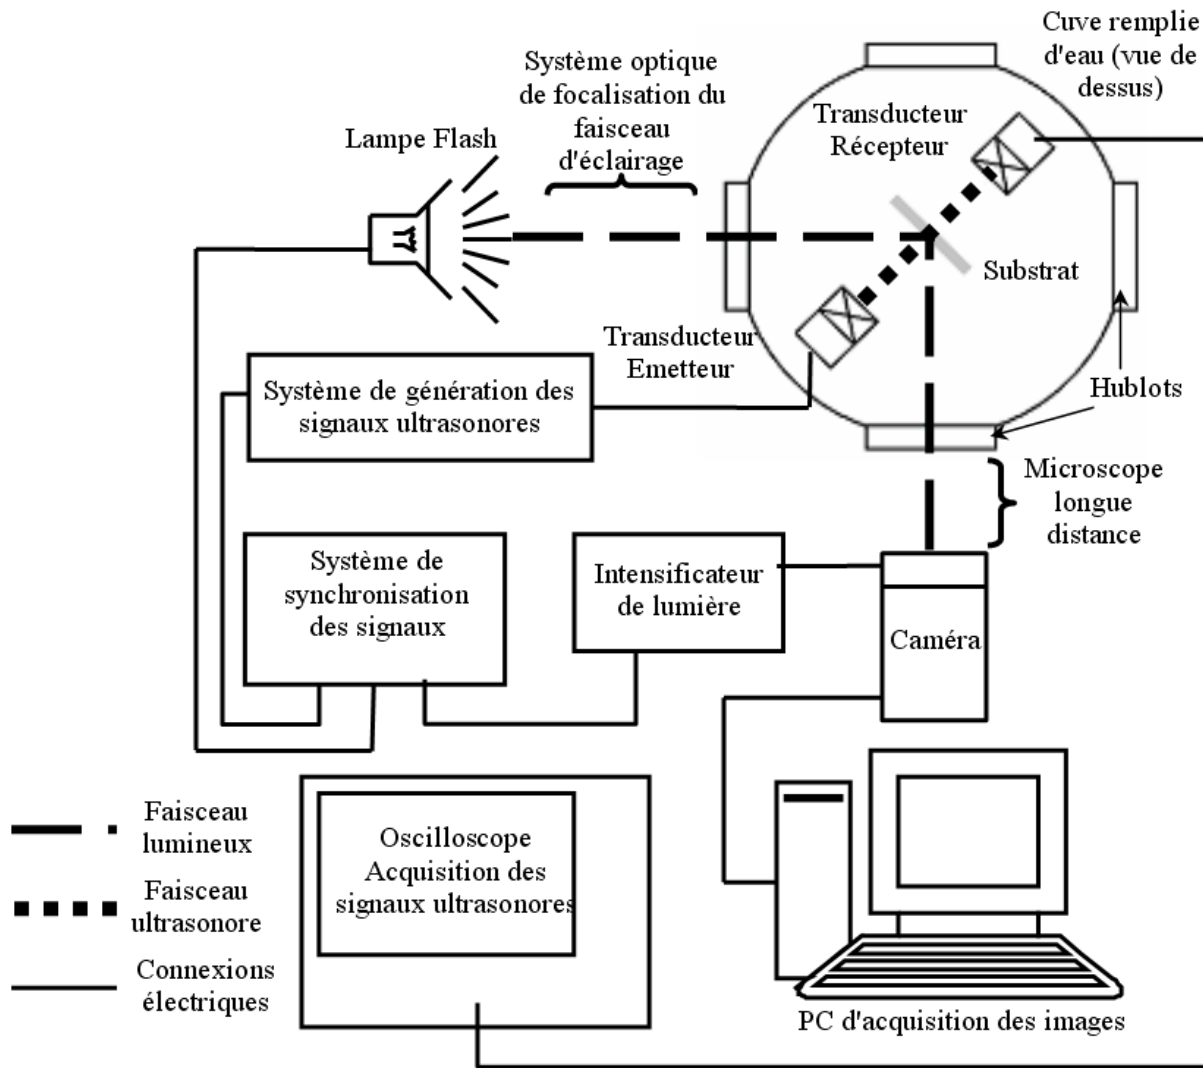 Cuve remplie
d'eau (vue de
dessus)
Système optique
de focalisation du
faisceau
d'éclairage
Transducteur
Récepteur
Lampe Flash
Substrat
Transducteur
Emetteur
Hublots
Système de génération des
signaux ultrasonores
Microscope
longue
distance
Système de
synchronisation
des signaux
Intensificateur
de lumière
Caméra
Faisceau
lumineux
Faisceau
ultrasonore
Connexions
électriques
Oscilloscope
Acquisition des
signaux ultrasonores
PC d'acquisition des images